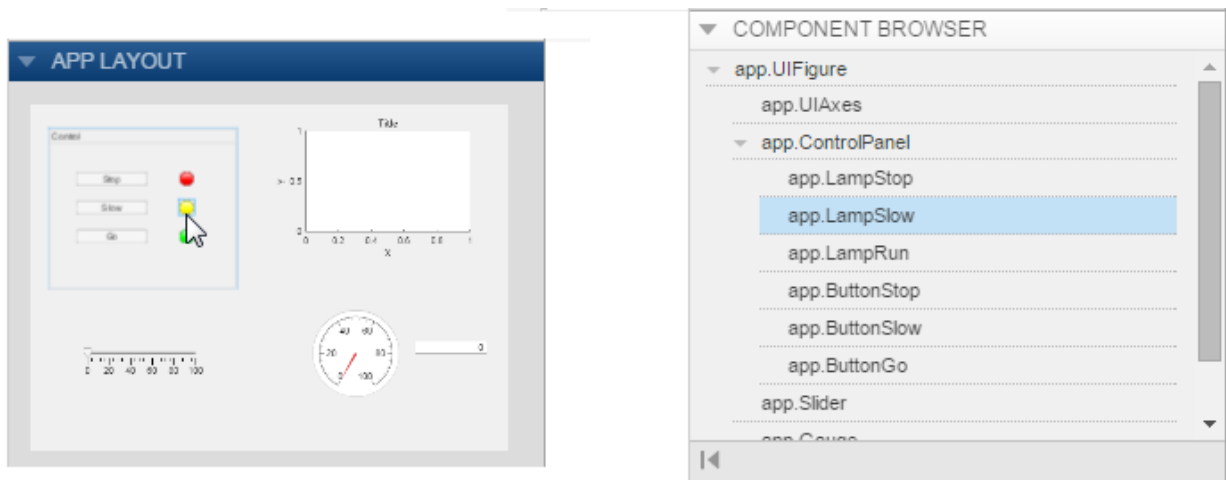 APP LAYOUT
Control
Stop
Slow
Go
Title
1
0.5
0
Y
0 0.2 0.4 0.6 0.8 1
X
0 20 40 60 80 100
0 20 40 60 80 100
0
COMPONENT BROWSER
app.UIFigure
app.UIAxes
app.ControlPanel
app.LampStop
app.LampSlow
app.LampRun
app.ButtonStop
app.ButtonSlow
app.ButtonGo
app.Slider
app.Gauge